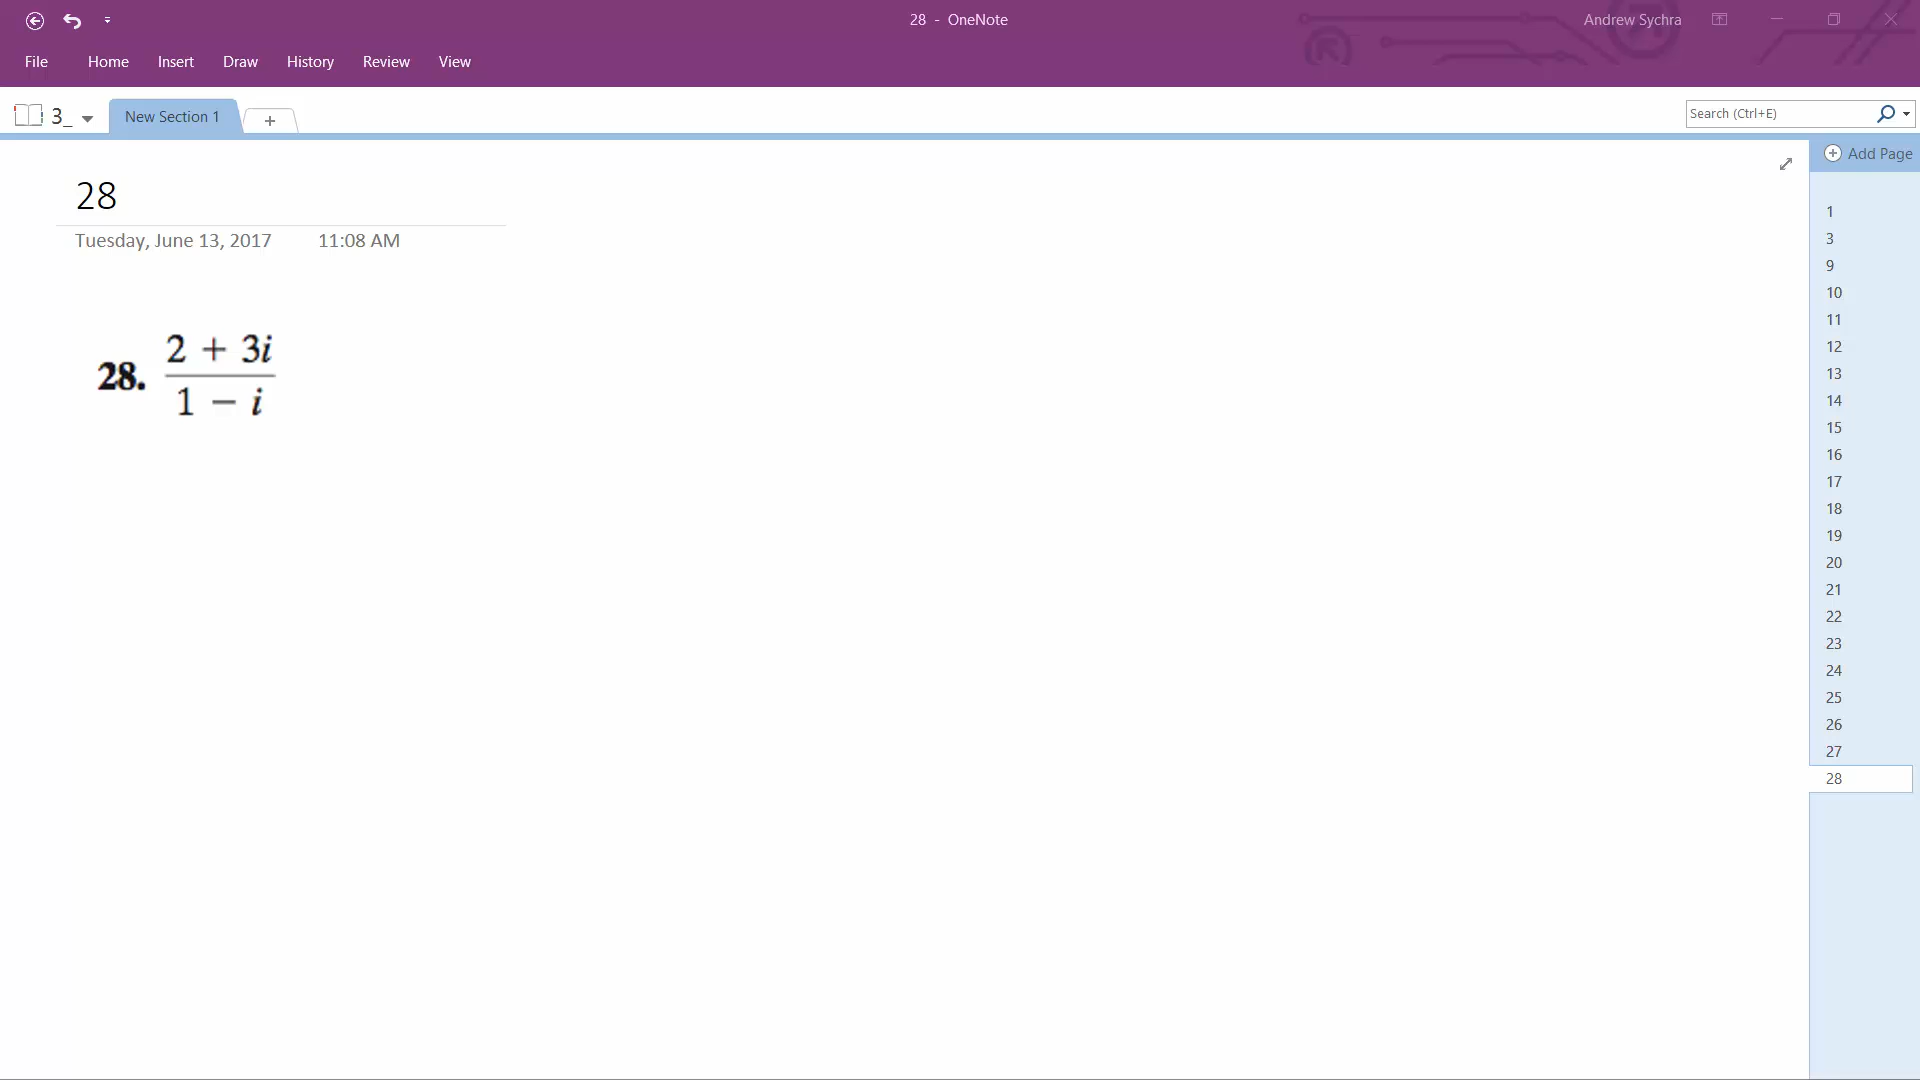 28 - OneNote
Andrew Sychra
File Home Insert Draw History Review View
3_ New Section 1 +
Search (Ctrl+E)
Add Page
28
Tuesday, June 13, 2017 11:08 AM
28. 2 + 3i
1 − i
1
3
9
10
11
12
13
14
15
16
17
18
19
20
21
22
23
24
25
26
27
28